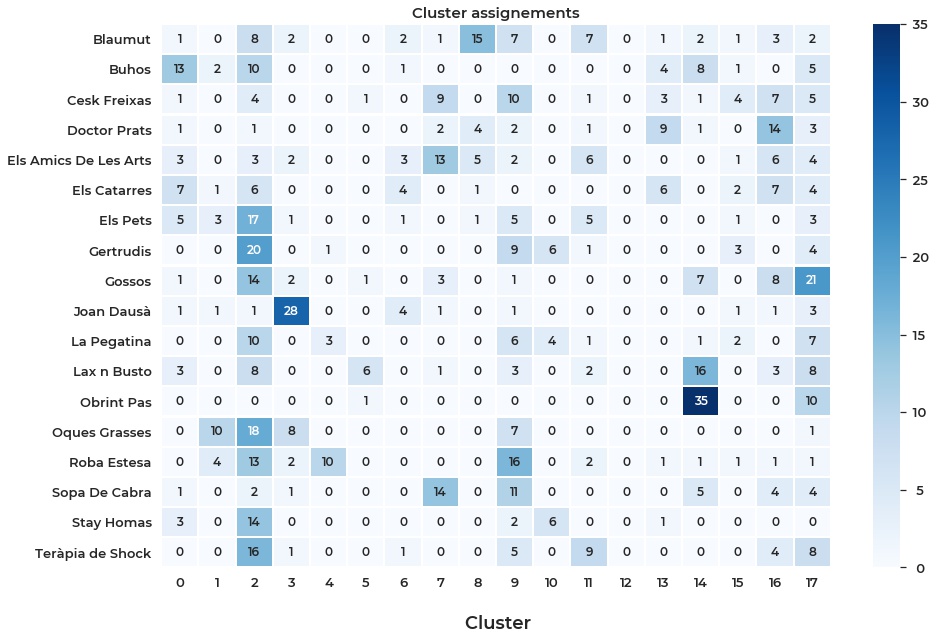 Cluster assignements
Blaumut 1 0 8 2 0 0 2 1 15 7 0 7 0 1 2 1 3 2
Buhos 13 2 10 0 0 0 1 0 0 0 0 0 0 4 8 1 0 5
Cesk Freixas 1 0 4 0 0 1 0 9 0 10 0 1 0 3 1 4 7 5
Doctor Prats 1 0 1 0 0 0 0 2 4 2 0 1 0 9 1 0 14 3
Els Amics De Les Arts 3 0 3 2 0 0 3 13 5 2 0 6 0 0 0 1 6 4
Els Catarres 7 1 6 0 0 0 4 0 1 0 0 0 0 6 0 2 7 4
Els Pets 5 3 17 1 0 0 1 0 1 5 0 5 0 0 0 1 0 3
Gertrudis 0 0 20 0 1 0 0 0 0 9 6 1 0 0 0 3 0 4
Gossos 1 0 14 2 0 1 0 3 0 1 0 0 0 0 7 0 8 21
Joan Dausà 1 1 1 28 0 0 4 1 0 1 0 0 0 0 0 1 1 3
La Pegatina 0 0 10 0 3 0 0 0 0 6 4 1 0 0 1 2 0 7
Lax n Busto 3 0 8 0 0 6 0 1 0 3 0 2 0 0 16 0 3 8
Obrint Pas 0 0 0 0 0 1 0 0 0 0 0 0 0 0 35 0 0 10
Oques Grasses 0 10 18 8 0 0 0 0 0 7 0 0 0 0 0 0 0 1
Roba Estesa 0 4 13 2 10 0 0 0 0 16 0 2 0 1 1 1 1 1
Sopa De Cabra 1 0 2 1 0 0 0 14 0 11 0 0 0 0 5 0 4 4
Stay Homas 3 0 14 0 0 0 0 0 0 2 6 0 0 1 0 0 0 0
Teràpia de Shock 0 0 16 1 0 0 1 0 0 5 0 9 0 0 0 0 4 8
0 1 2 3 4 5 6 7 8 9 10 11 12 13 14 15 16 17
Cluster
35
30
25
20
15
10
5
0